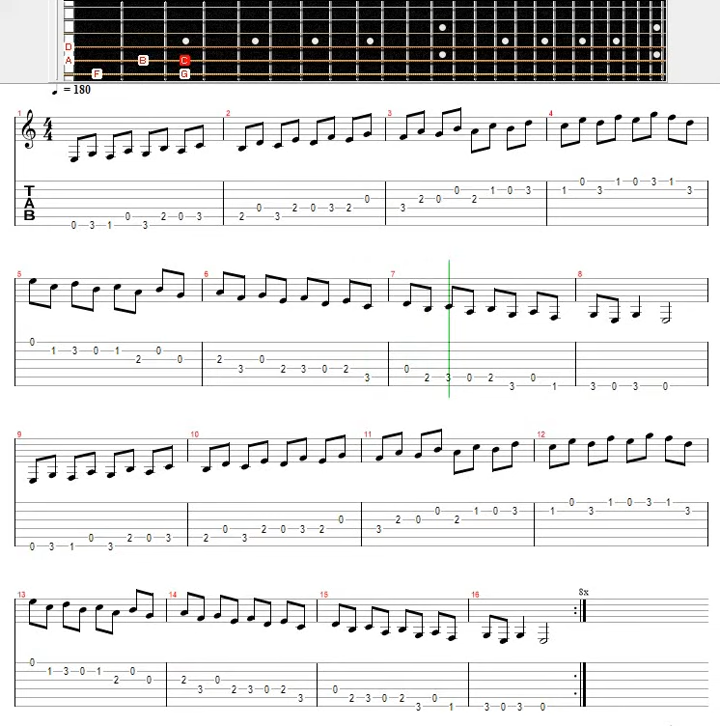 D
A B C
F G
= 180
1 2 3 4
4
4
0 1 0 3 1
T 0 1 0 3 1 3 3
A 0 2 0 2
0 2 0 3 2 3
B 0 2 0 3 2 3
0 3 1 3
5 6 7 8
0
1 3 0 1 0
2 0 2 0
3 2 3 0 2 0
3 2 3 0 2 0
3 1 3 0 3 0
9 10 11 12
0 1 0 3 1
0 1 0 3 1 3 3
0 2 0 2
0 2 0 3 2 3
0 2 0 3 2 3
0 3 1 3
13 14 15 16 8x
0
1 3 0 1 0
2 0 2 0
3 2 3 0 2 0
3 2 3 0 2 0
3 1 3 0 3 0